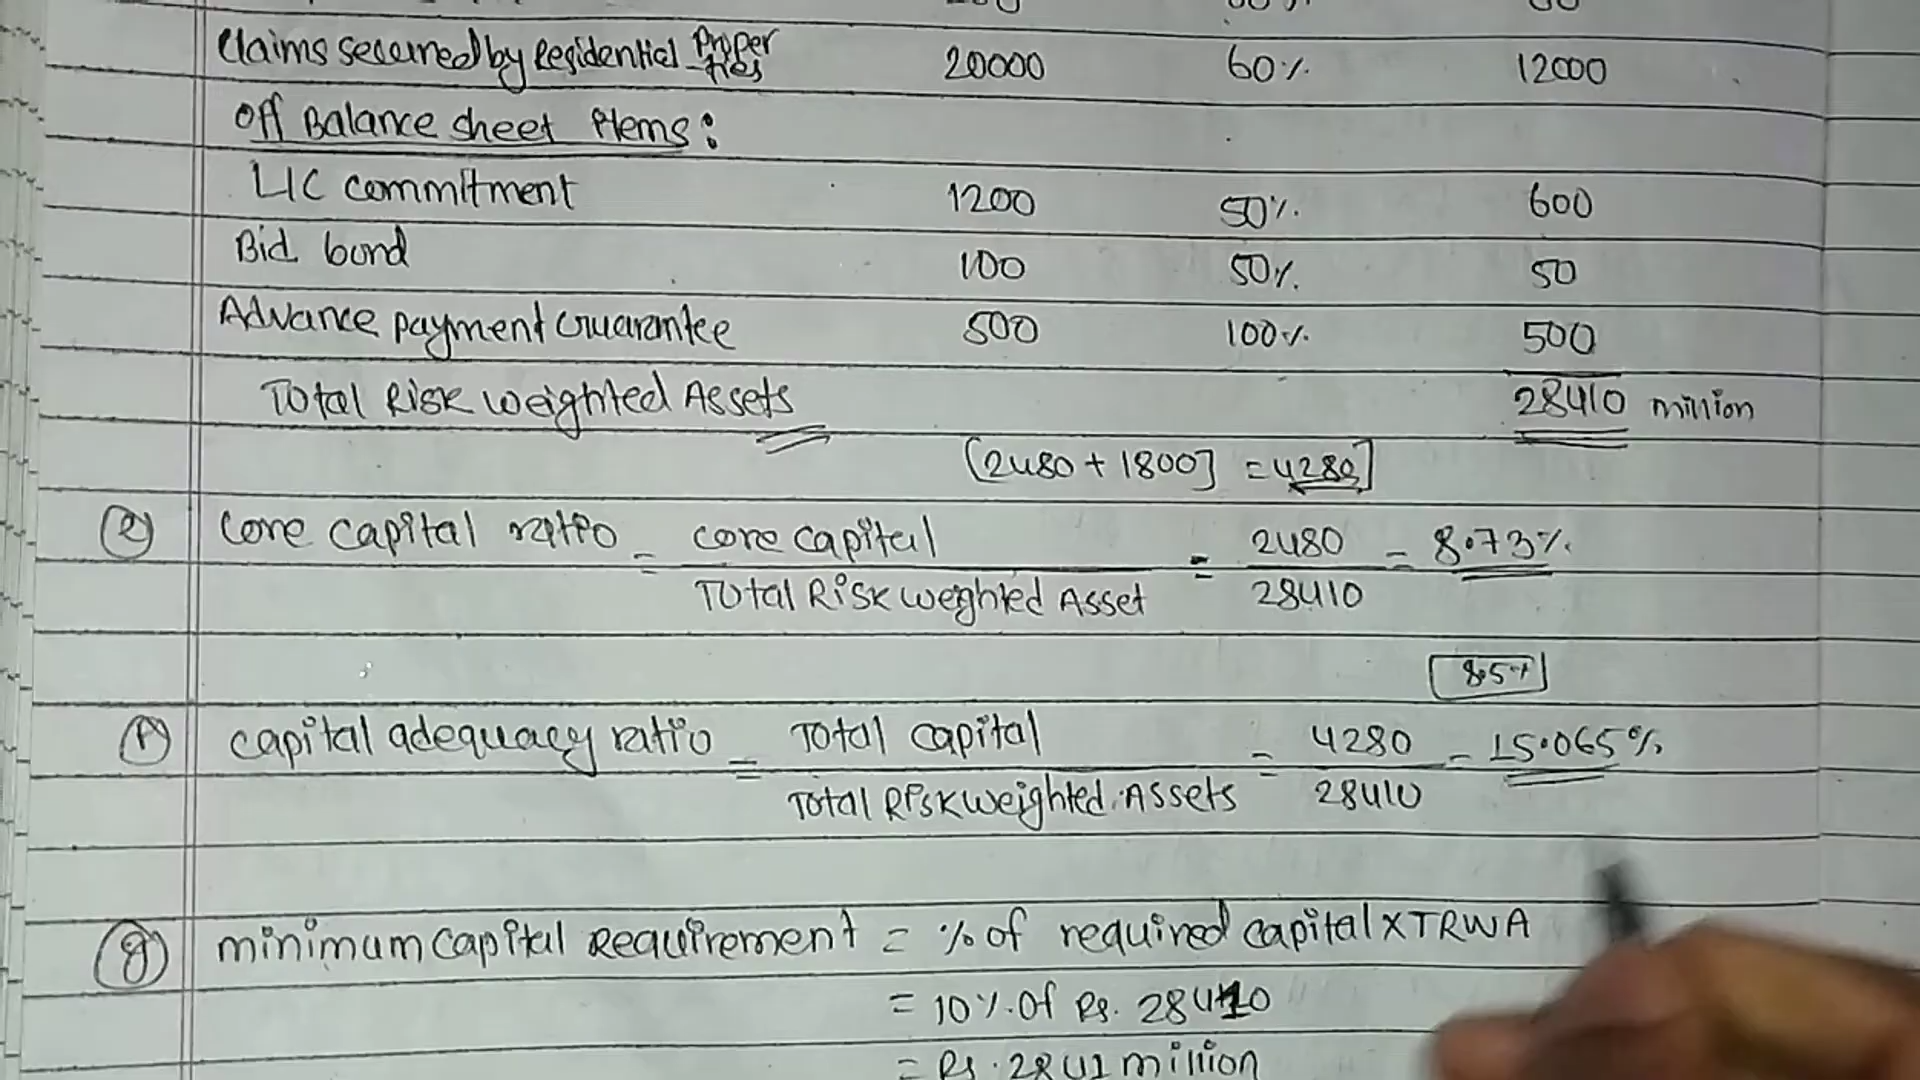 Claims secured by Residential Properties 20000 60% 12000
Off Balance sheet Items:
LIC commitment 1200 50% 600
Bid bond 100 50% 50
Advance payment Guarantee 500 100% 500
Total Risk weighted Assets 28410 million
[2480 + 1800] = 4280]
e) core capital ratio = core capital / Total Risk weghted Asset = 2480 / 28410 = 8.73%
8.5%
f) capital adequacy ratio = Total capital / Total Risk weighted Assets = 4280 / 28410 = 15.065%
g) minimum capital Requirement = % of required capital X TRWA
= 10% of Rs. 28410
= Rs. 2841 million